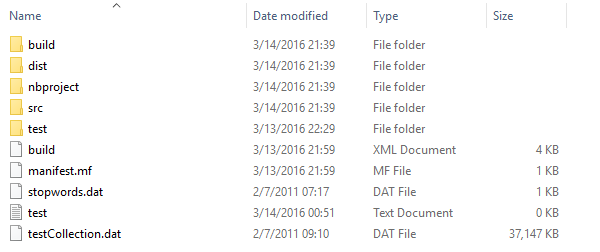 Name Date modified Type Size
build 3/14/2016 21:39 File folder
dist 3/14/2016 21:39 File folder
nbproject 3/14/2016 21:39 File folder
src 3/14/2016 21:39 File folder
test 3/13/2016 22:29 File folder
build 3/13/2016 21:59 XML Document 4 KB
manifest.mf 3/13/2016 21:59 MF File 1 KB
stopwords.dat 2/7/2011 07:17 DAT File 1 KB
test 3/14/2016 00:51 Text Document 0 KB
testCollection.dat 2/7/2011 09:10 DAT File 37,147 KB